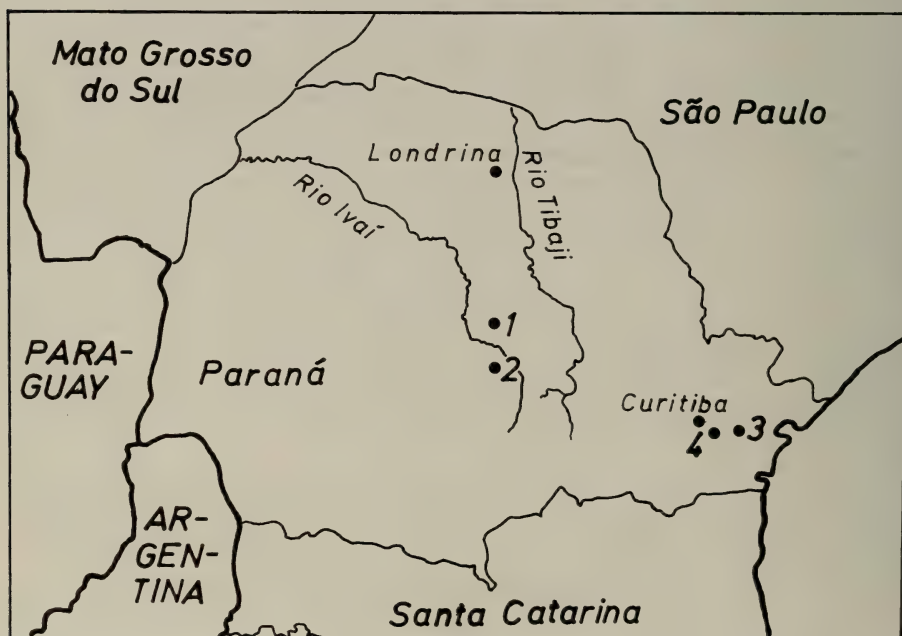 Mato Grosso
do Sul
São Paulo
Londrina
Rio Tibaji
Rio Ivaí
1
PARA-
GUAY
Paraná
2
Curitiba
4
3
AR-
GEN-
TINA
Santa Catarina